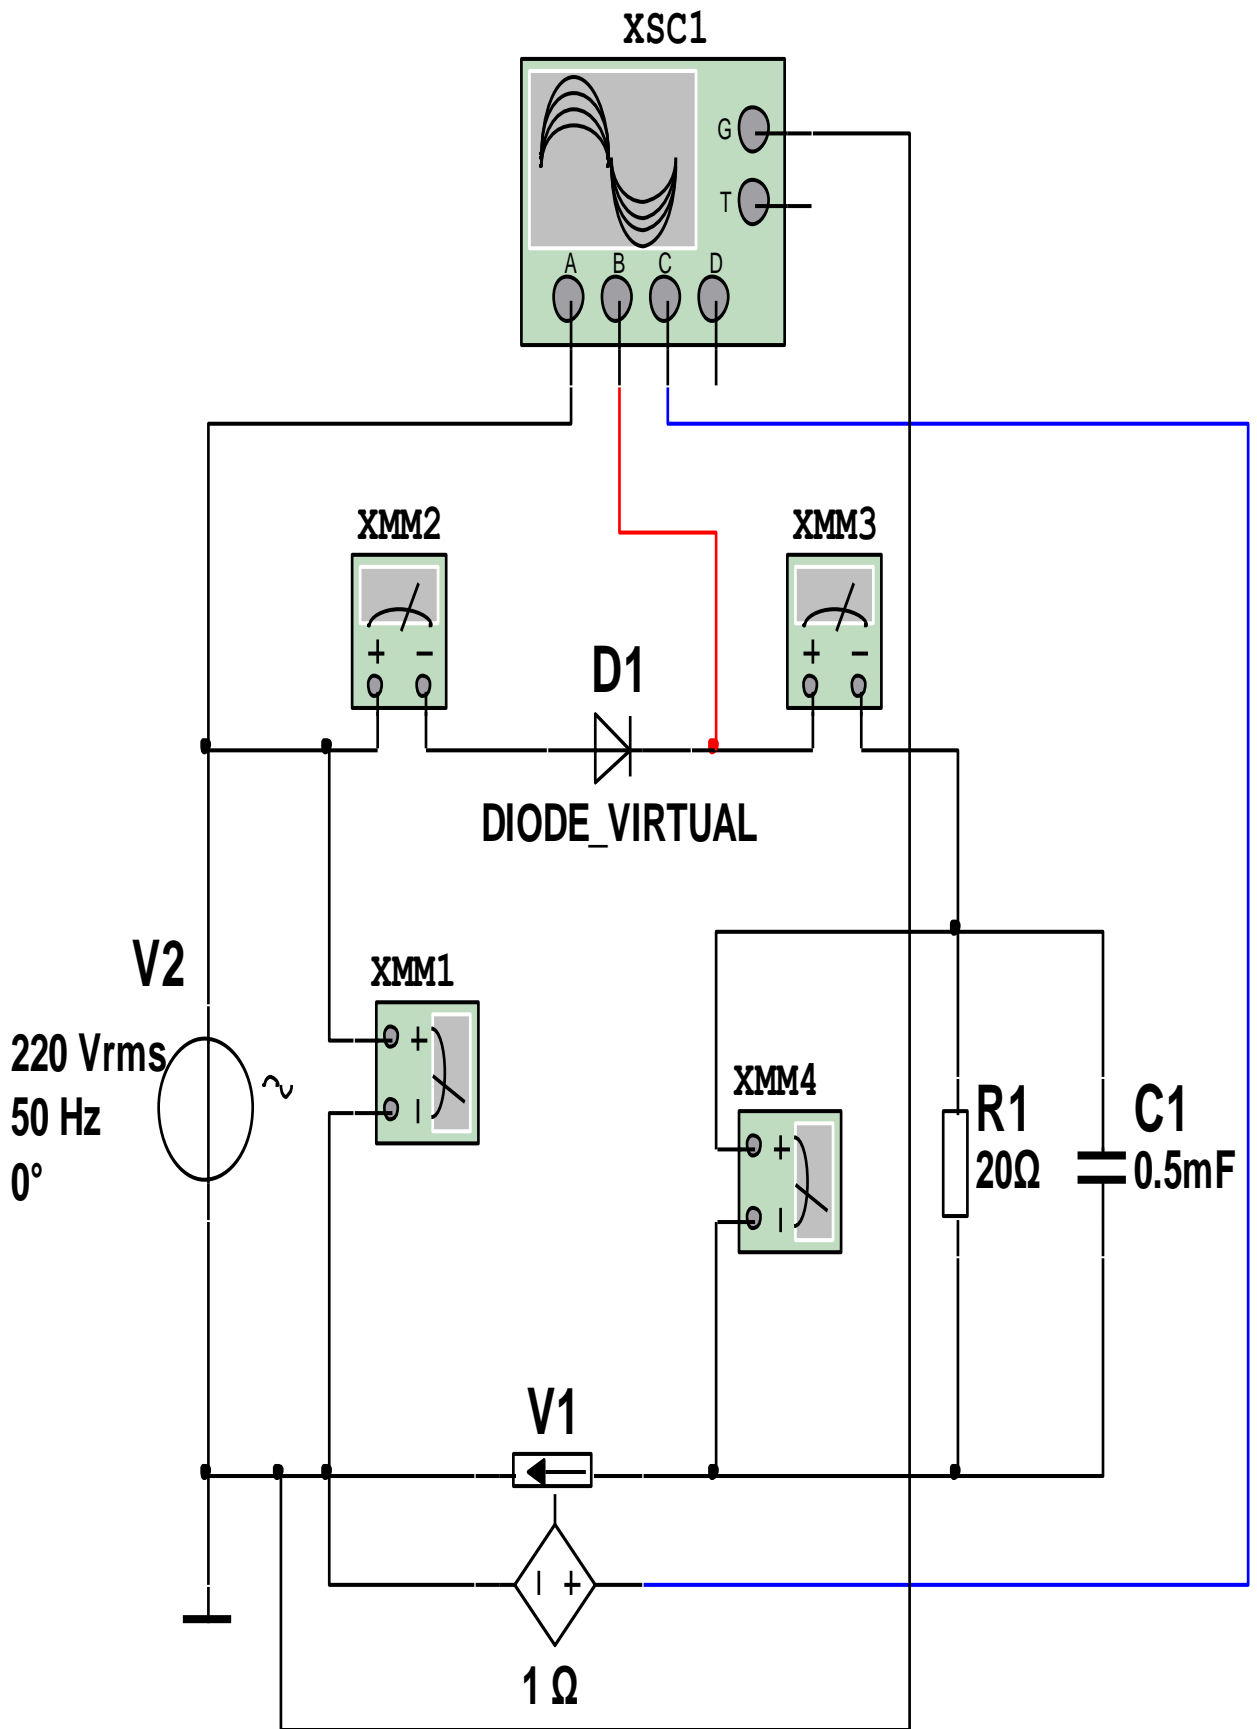 XSC1
G
T
A B C D
XMM2
XMM3
+ −
+ −
D1
DIODE_VIRTUAL
V2
220 Vrms
50 Hz
0°
XMM1
+
−
XMM4
+
−
R1
20Ω
C1
0.5mF
V1
− +
1 Ω